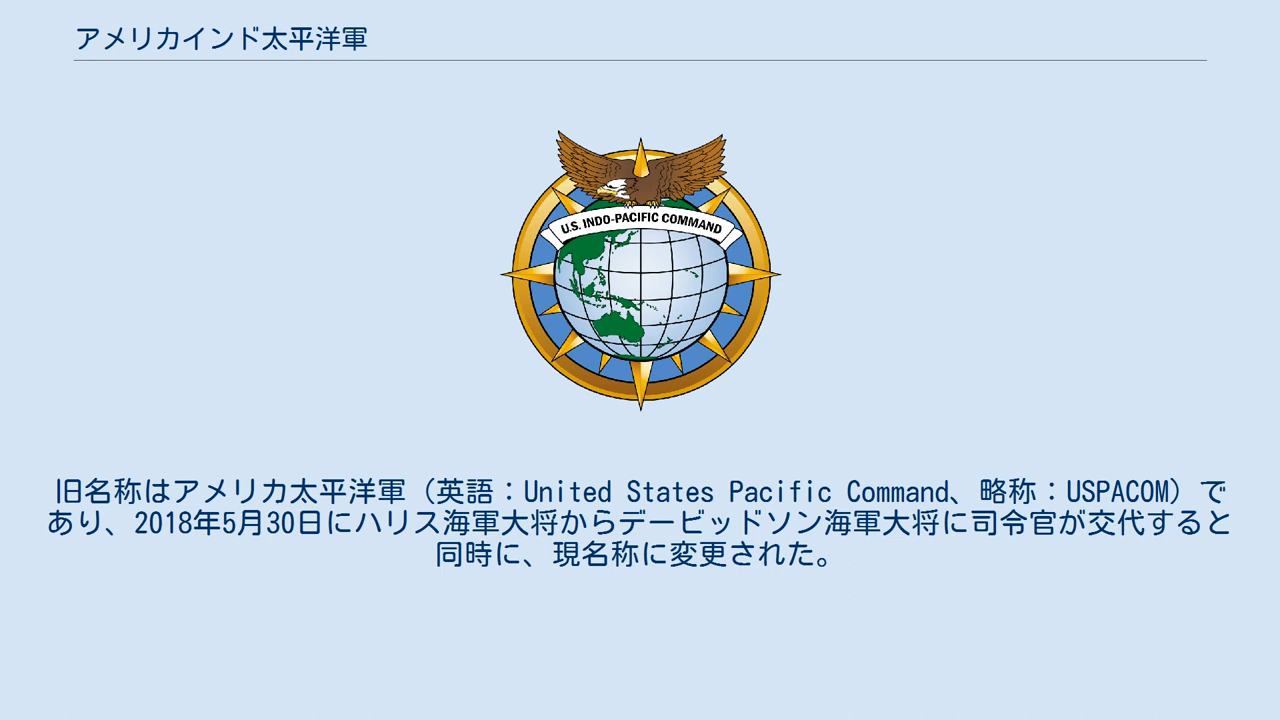 アメリカインド太平洋軍
U.S. INDO-PACIFIC COMMAND
旧名称はアメリカ太平洋軍（英語：United States Pacific Command、略称：USPACOM）で
あり、2018年5月30日にハリス海軍大将からデービッドソン海軍大将に司令官が交代すると
同時に、現名称に変更された。